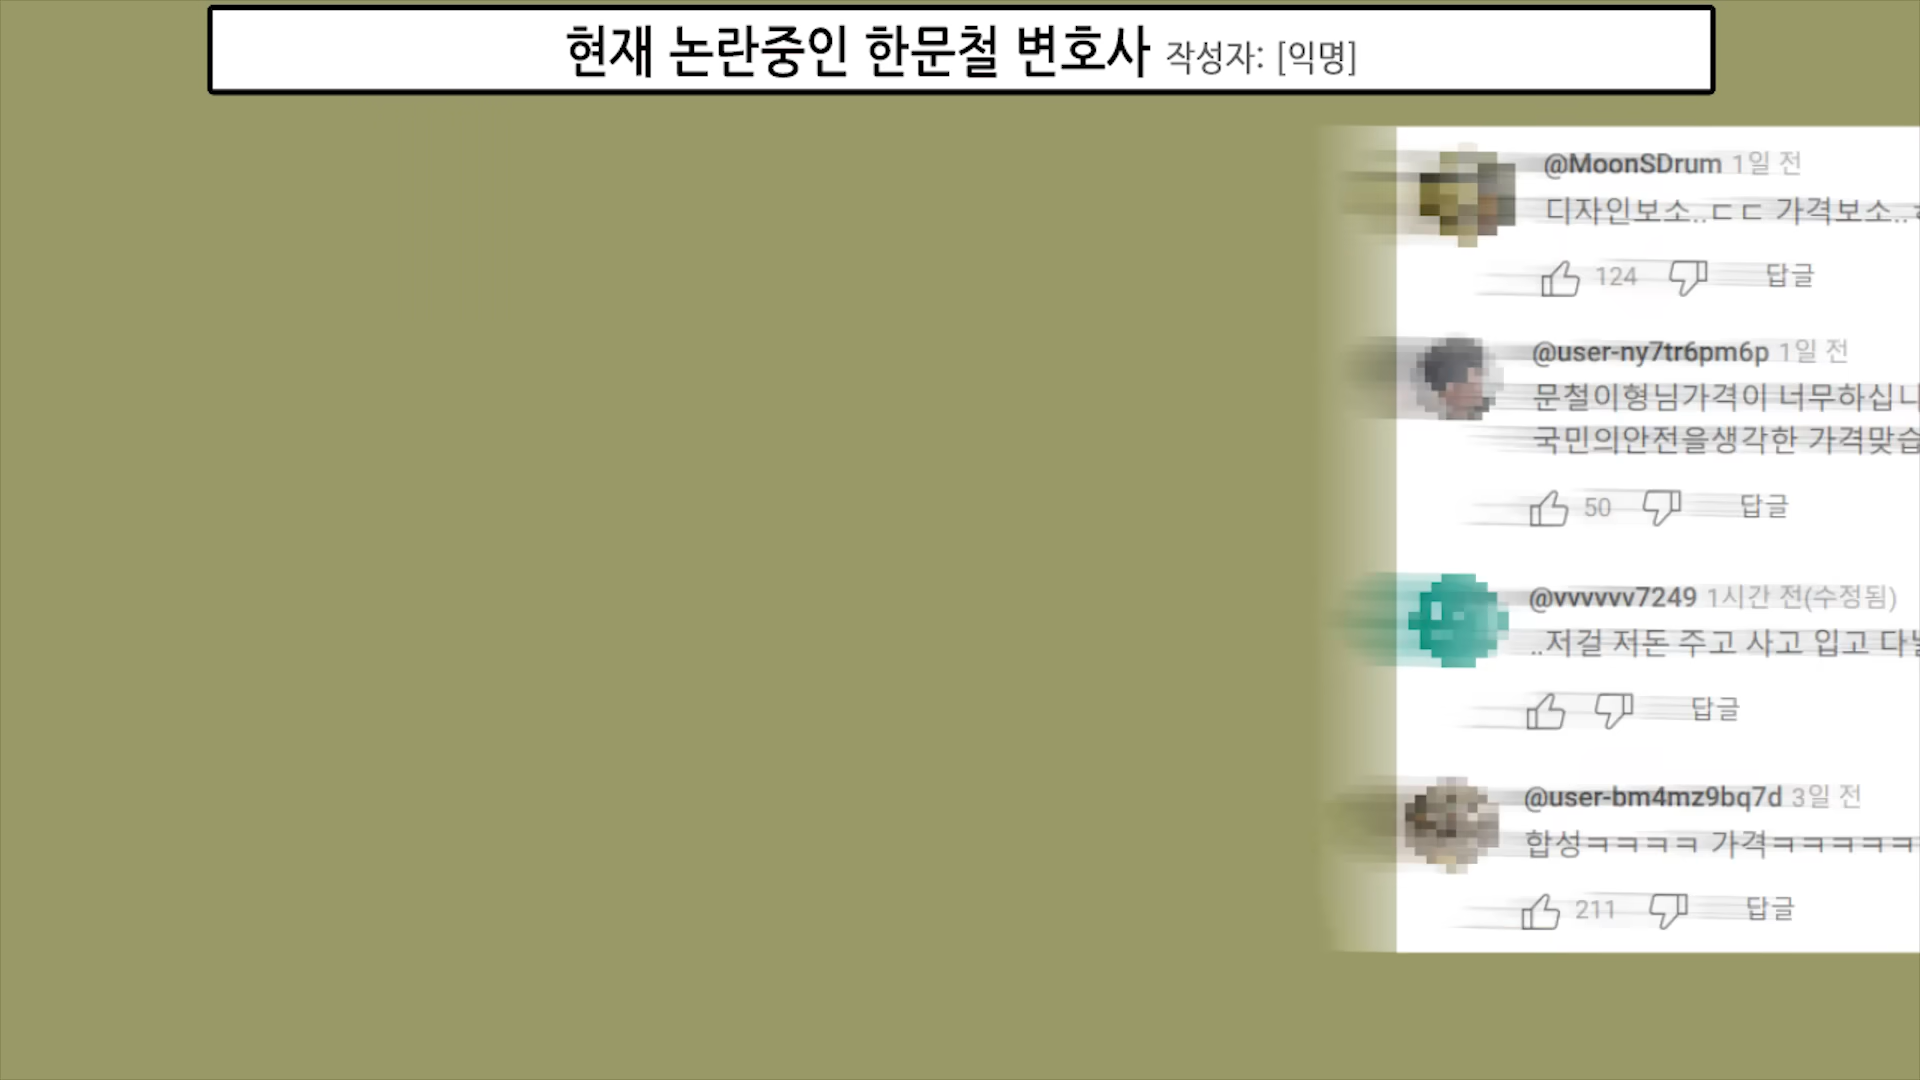 현재 논란중인 한문철 변호사 작성자: [익명]
@MoonSDrum 1일 전
디자인보소..ㄷㄷ 가격보소..
124 답글
@user-ny7tr6pm6p 1일 전
문철이형님가격이 너무하십니
국민의안전을생각한 가격맞습
50 답글
@vvvvvv7249 1시간 전(수정됨)
..저걸 저돈 주고 사고 입고 다
답글
@user-bm4mz9bq7d 3일 전
합성ㅋㅋㅋㅋ 가격ㅋㅋㅋㅋㅋ
211 답글